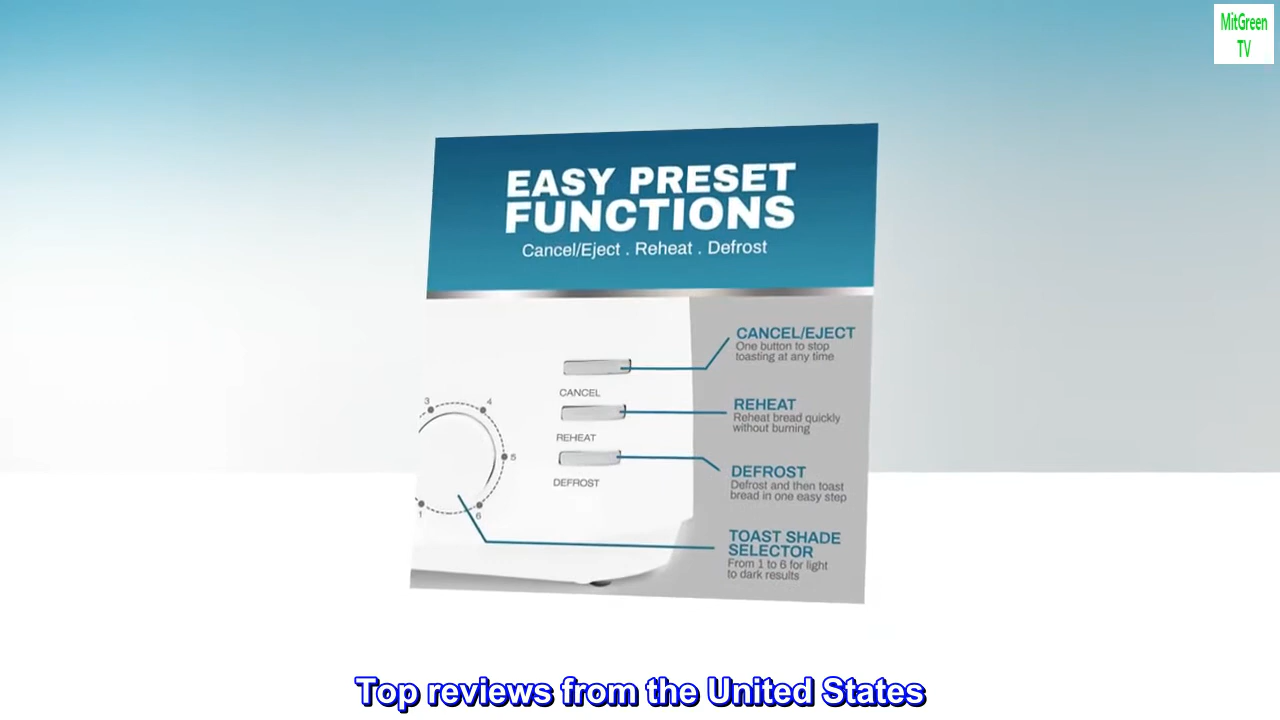 MitGreen
TV
EASY PRESET
FUNCTIONS
Cancel/Eject . Reheat . Defrost
CANCEL/EJECT
One button to stop
toasting at any time
CANCEL
3
4
REHEAT
Reheat bread quickly
without burning
REHEAT
5
DEFROST
Defrost and then toast
bread in one easy step
DEFROST
1
6
TOAST SHADE
SELECTOR
From 1 to 6 for light
to dark results
Top reviews from the United States